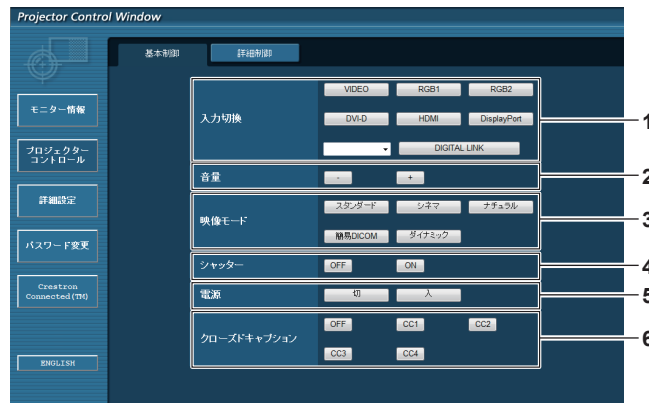 Projector Control Window
基本制御 詳細制御
モニター情報
プロジェクター
コントロール
詳細設定
パスワード変更
Crestron
Connected(TM)
ENGLISH
入力切換 VIDEO RGB1 RGB2
DVI-D HDMI DisplayPort
DIGITAL LINK
1
音量 - +
2
映像モード スタンダード シネマ ナチュラル
簡易DICOM ダイナミック
3
シャッター OFF ON
4
電源 切 入
5
クローズドキャプション OFF CC1 CC2
CC3 CC4
6